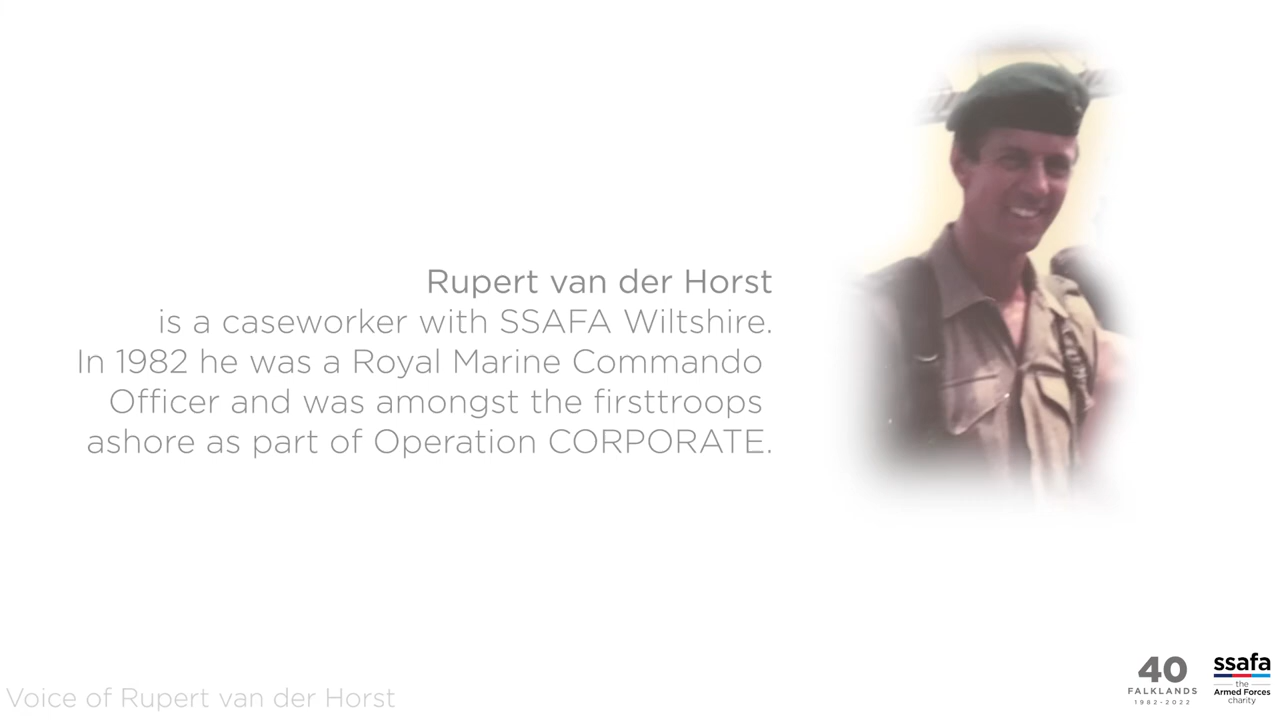 Rupert van der Horst
is a caseworker with SSAFA Wiltshire.
In 1982 he was a Royal Marine Commando
Officer and was amongst the firsttroops
ashore as part of Operation CORPORATE.
Voice of Rupert van der Horst
40
FALKLANDS
1982-2022
ssafa
the
Armed Forces
charity